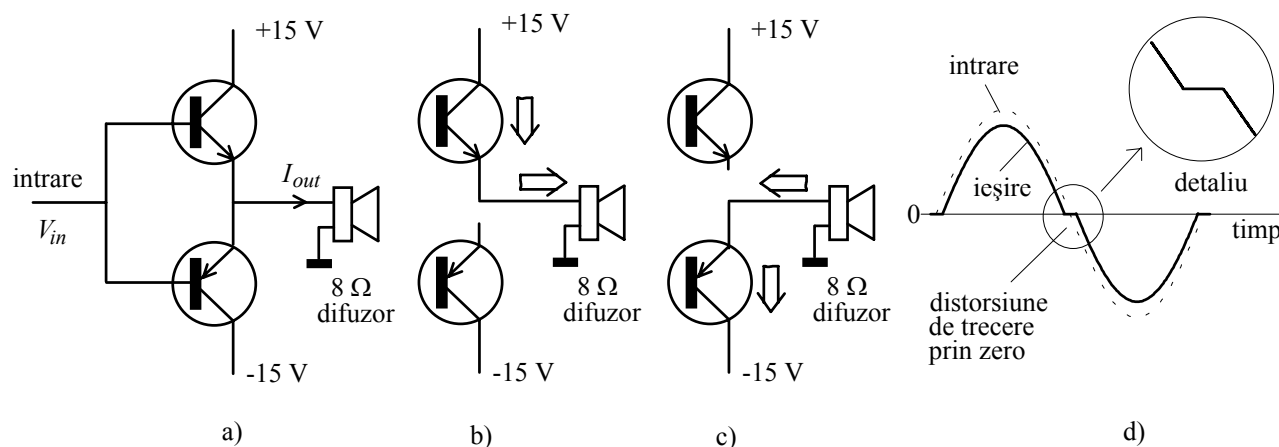 +15 V
intrare
V_in
I_out
8 Ω
difuzor
-15 V
a)
+15 V
8 Ω
difuzor
-15 V
b)
+15 V
8 Ω
difuzor
-15 V
c)
intrare
ieşire
detaliu
0
timp
distorsiune
de trecere
prin zero
d)